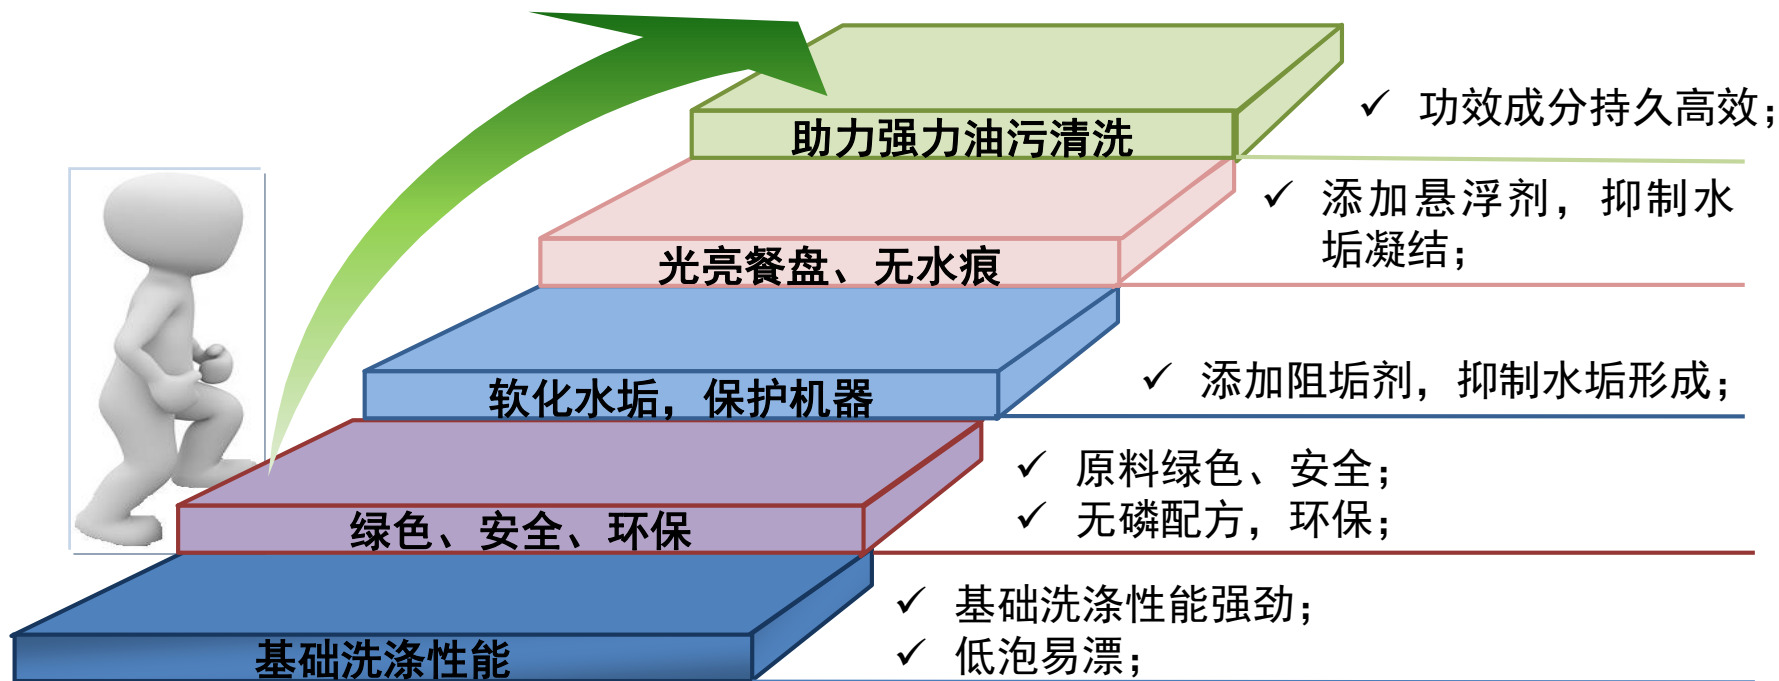 助力强力油污清洗
✓ 功效成分持久高效；
光亮餐盘、无水痕
✓ 添加悬浮剂，抑制水
垢凝结；
软化水垢，保护机器
✓ 添加阻垢剂，抑制水垢形成；
绿色、安全、环保
✓ 原料绿色、安全；
✓ 无磷配方，环保；
基础洗涤性能
✓ 基础洗涤性能强劲；
✓ 低泡易漂；